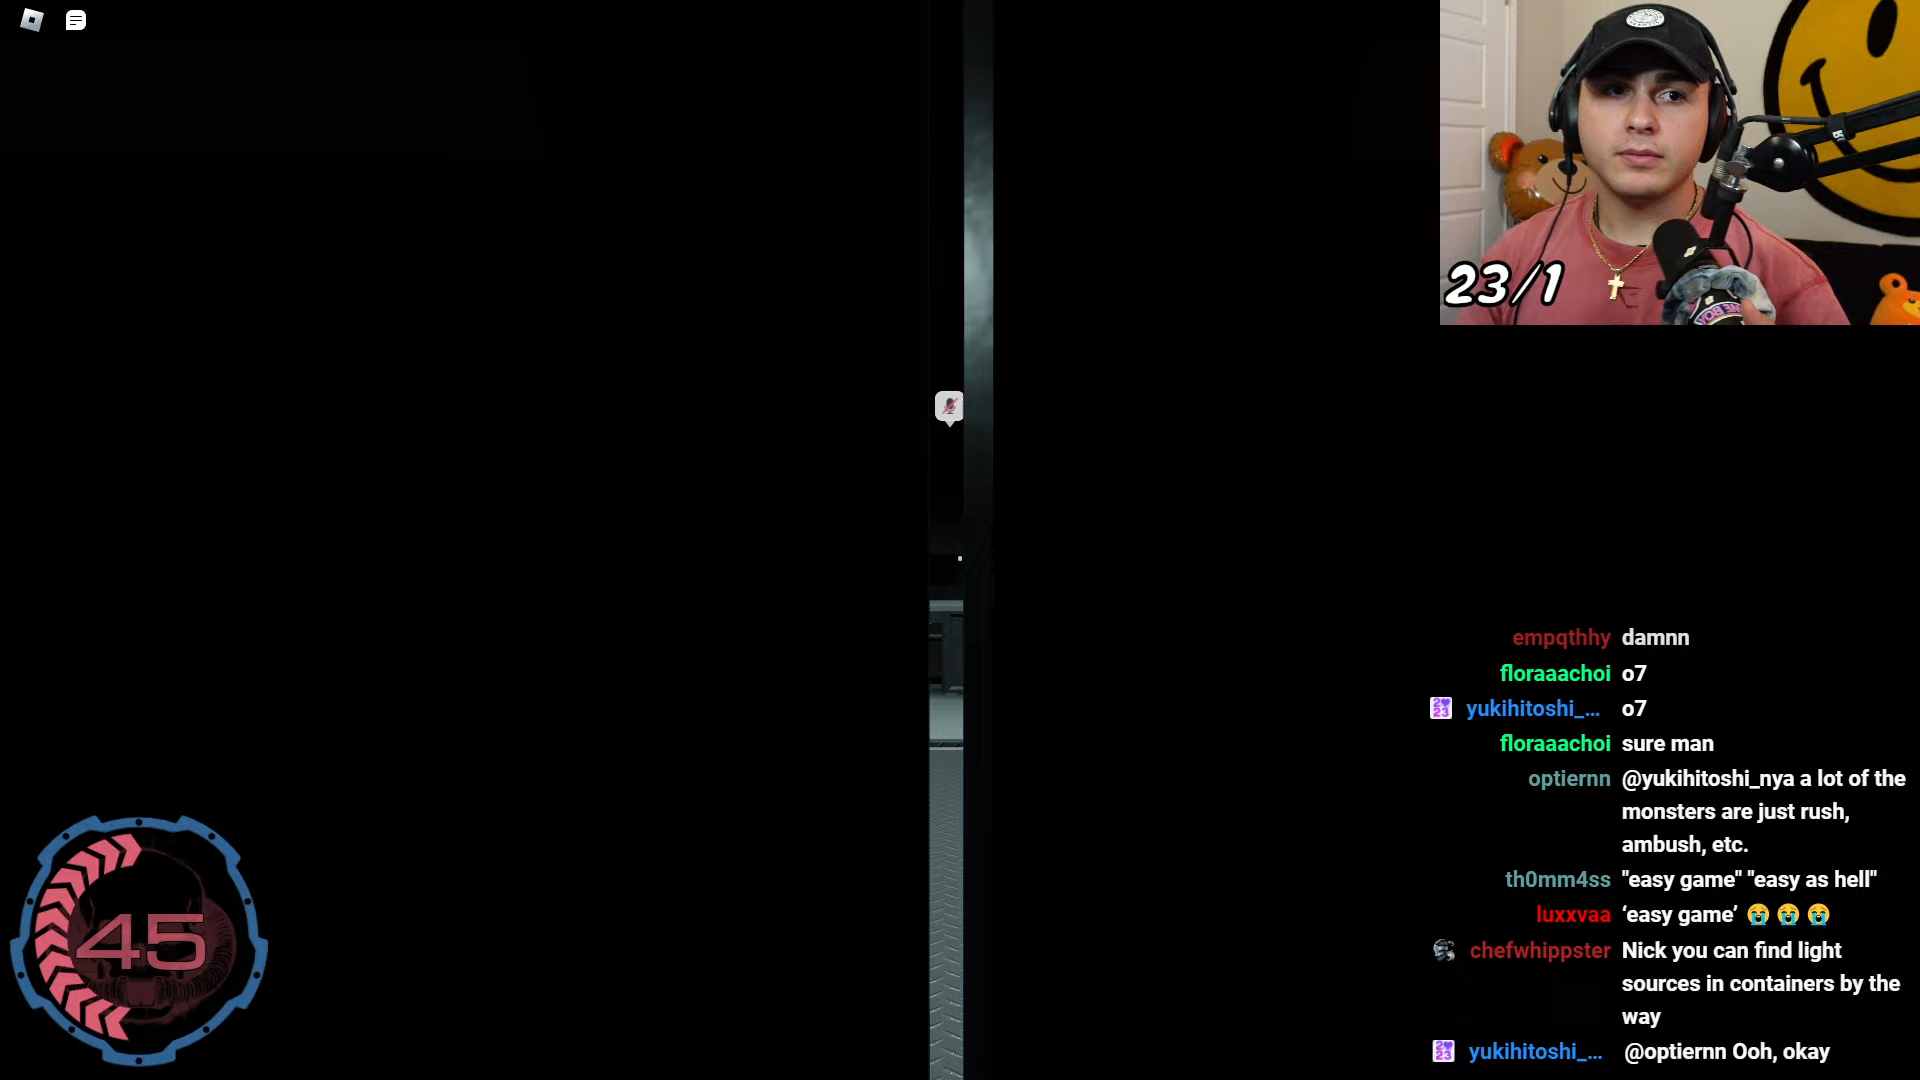 23/1
empqthhy damnn
floraaachoi o7
yukihitoshi_... o7
floraaachoi sure man
optiernn @yukihitoshi_nya a lot of the
monsters are just rush,
ambush, etc.
th0mm4ss "easy game" "easy as hell"
luxxvaa ‘easy game’ 😭 😭 😭
chefwhippster Nick you can find light
sources in containers by the
way
yukihitoshi_... @optiernn Ooh, okay
45